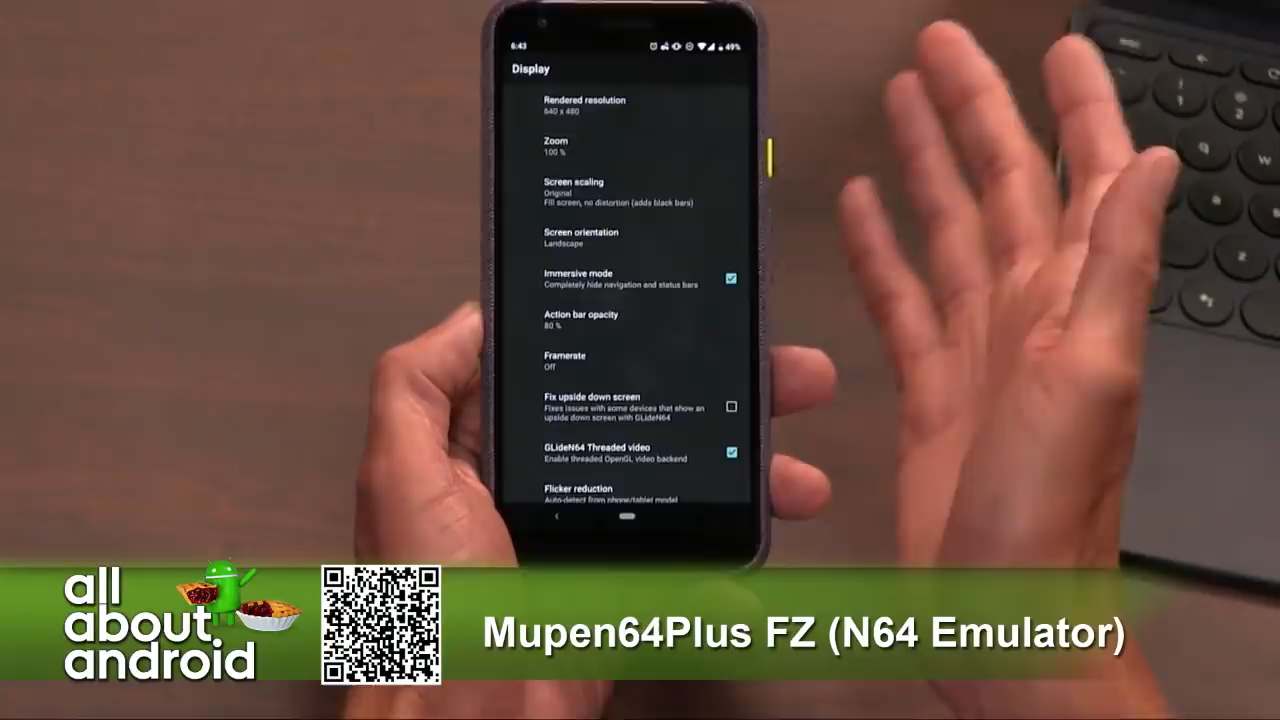 6:43
49%
Display
Rendered resolution
640 x 480
Zoom
100 %
Screen scaling
Original
Fill screen, no distortion (adds black bars)
Screen orientation
Landscape
Immersive mode
Completely hide navigation and status bars
Action bar opacity
80 %
Framerate
Off
Fix upside down screen
Fixes issues with some devices that show an
upside down screen with GLideN64
GLideN64 Threaded video
Enable threaded OpenGL video backend
Flicker reduction
Auto-detect from phone/tablet model
1
2
Q
W
A
Z
all
about
android
Mupen64Plus FZ (N64 Emulator)